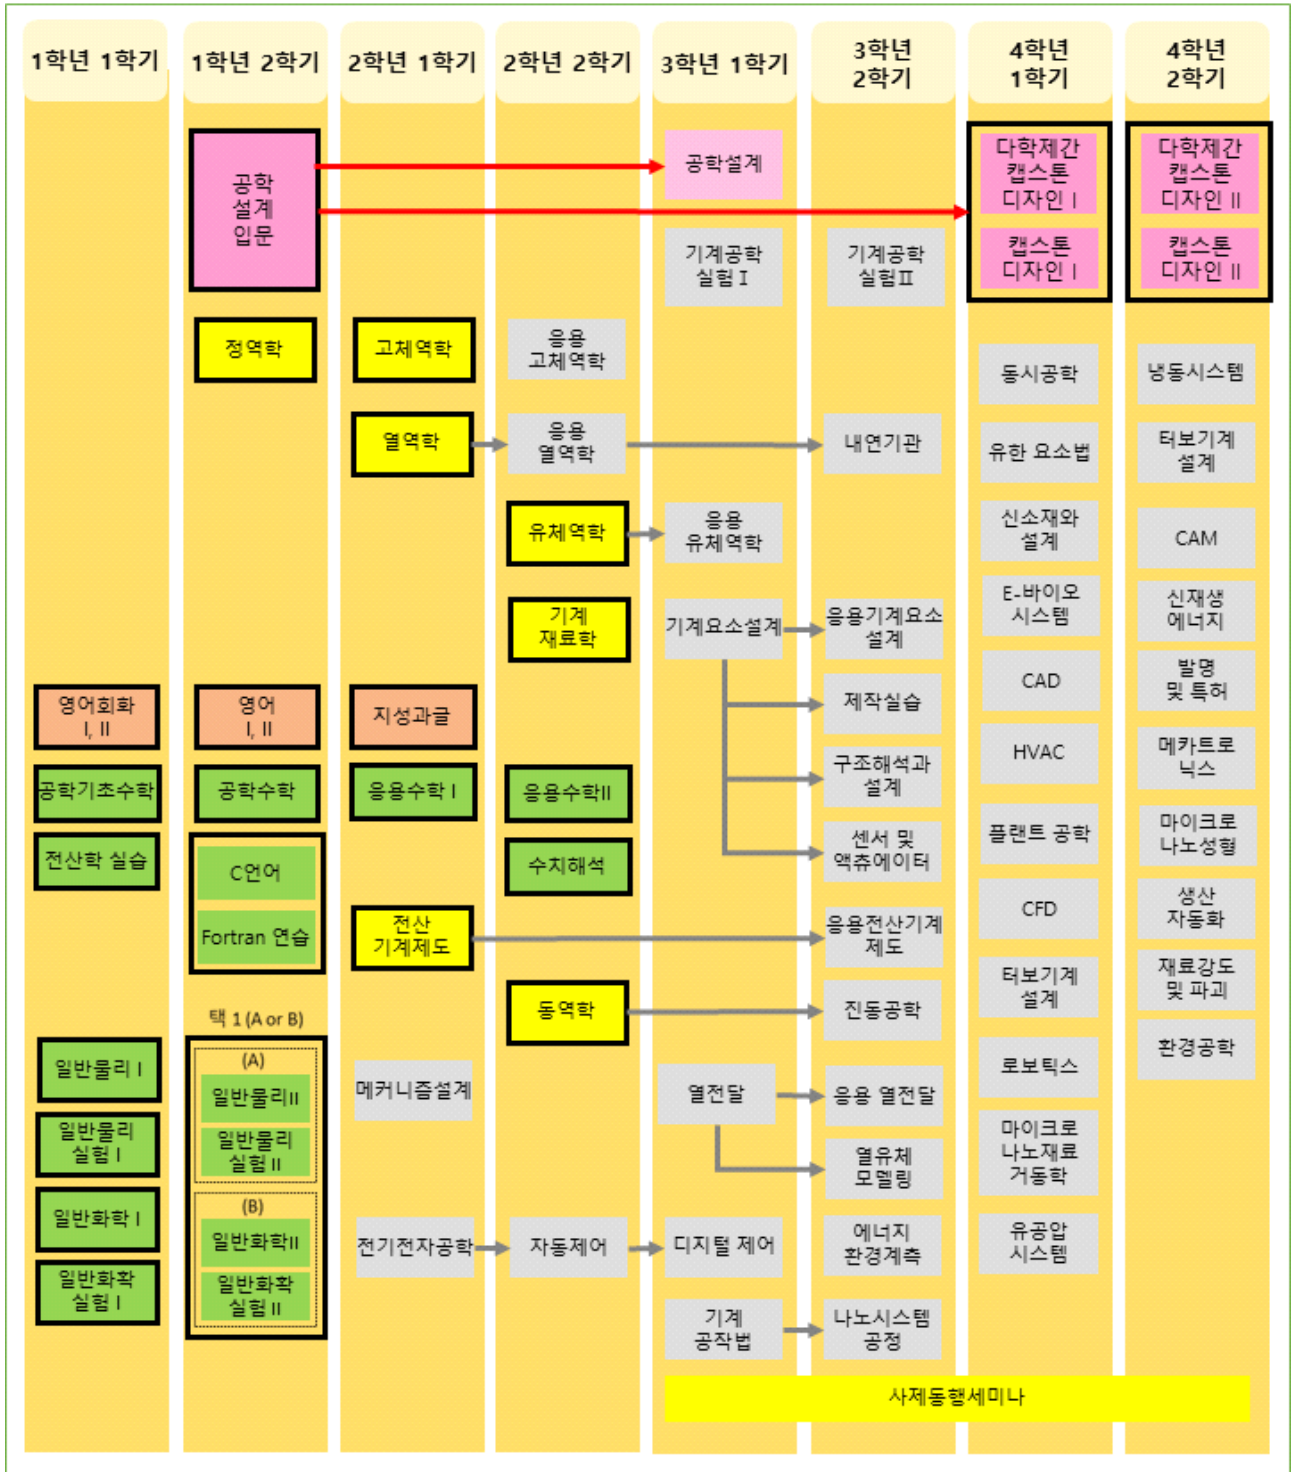 1학년 1학기
1학년 2학기
2학년 1학기
2학년 2학기
3학년 1학기
3학년
2학기
4학년
1학기
4학년
2학기
공학
설계
입문
공학설계
다학제간
캡스톤
디자인 I
다학제간
캡스톤
디자인 II
기계공학
실험 I
기계공학
실험 II
캡스톤
디자인 I
캡스톤
디자인 II
정역학
고체역학
응용
고체역학
동시공학
냉동시스템
열역학
응용
열역학
내연기관
유한 요소법
터보기계
설계
유체역학
응용
유체역학
신소재와
설계
CAM
기계
재료학
기계요소설계
응용기계요소
설계
E-바이오
시스템
신재생
에너지
영어회화
I, II
영어
I, II
지성과글
제작실습
CAD
발명
및 특허
공학기초수학
공학수학
응용수학 I
응용수학II
구조해석과
설계
HVAC
메카트로
닉스
전산학 실습
C언어
Fortran 연습
수치해석
센서 및
액츄에이터
플랜트 공학
마이크로
나노성형
전산
기계제도
응용전산기계
제도
CFD
생산
자동화
동역학
진동공학
터보기계
설계
재료강도
및 파괴
택 1 (A or B)
일반물리 I
(A)
일반물리II
일반물리
실험 II
메커니즘설계
열전달
응용 열전달
로보틱스
환경공학
일반물리
실험 I
열유체
모델링
마이크로
나노재료
거동학
일반화학 I
(B)
일반화학II
일반화확
실험 II
전기전자공학
자동제어
디지털 제어
에너지
환경계측
유공압
시스템
일반화확
실험 I
기계
공작법
나노시스템
공정
사제동행세미나